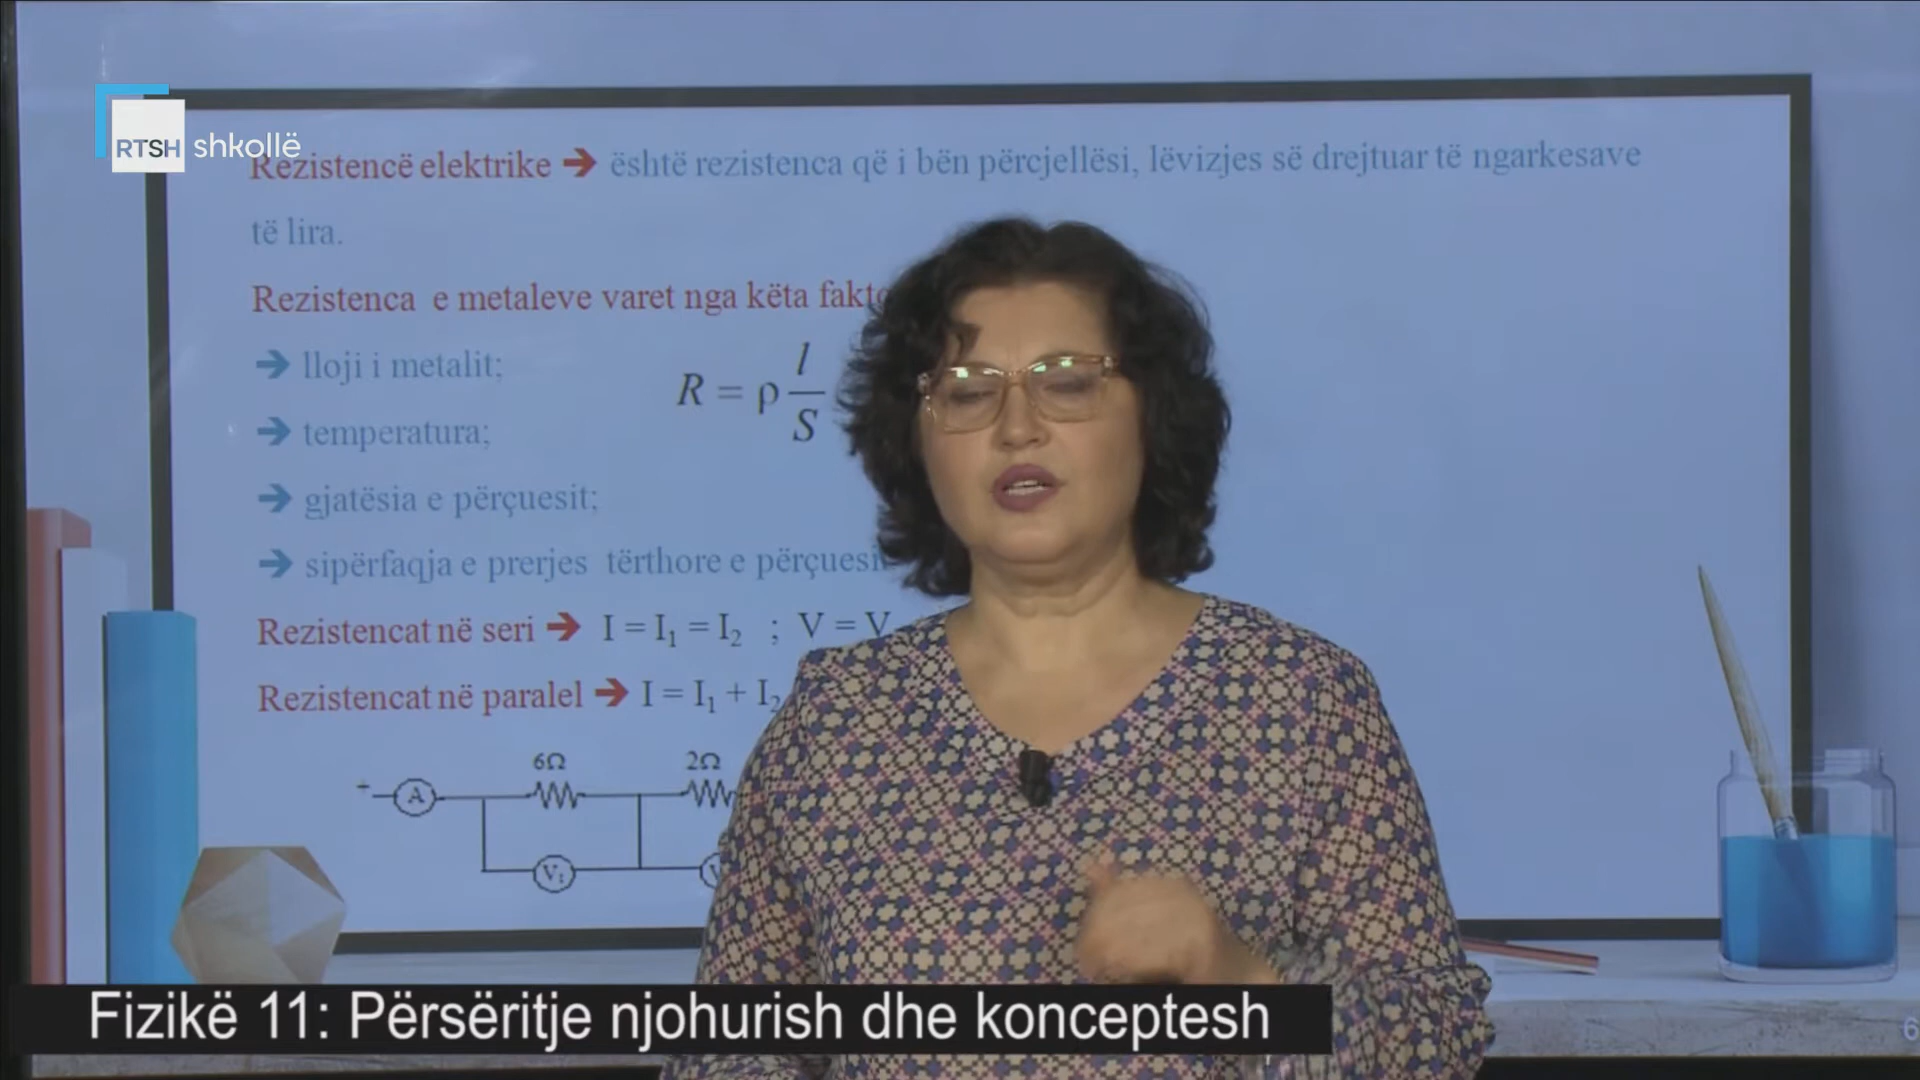 RTSH shkollë
Rezistencë elektrike ➔ është rezistenca që i bën përcjellësi, lëvizjes së drejtuar të ngarkesave
të lira.
Rezistenca e metaleve varet nga këta
➔ lloji i metalit;
R = ρ l/S
➔ temperatura;
➔ gjatësia e përçuesit;
➔ sipërfaqja e prerjes tërthore e
Rezistencat në seri ➔ I = I₁ = I₂ ; V = V
Rezistencat në paralel ➔ I = I₁ + I₂
6Ω 2Ω
+ A
V₁
Fizikë 11: Përsëritje njohurish dhe konceptesh
6